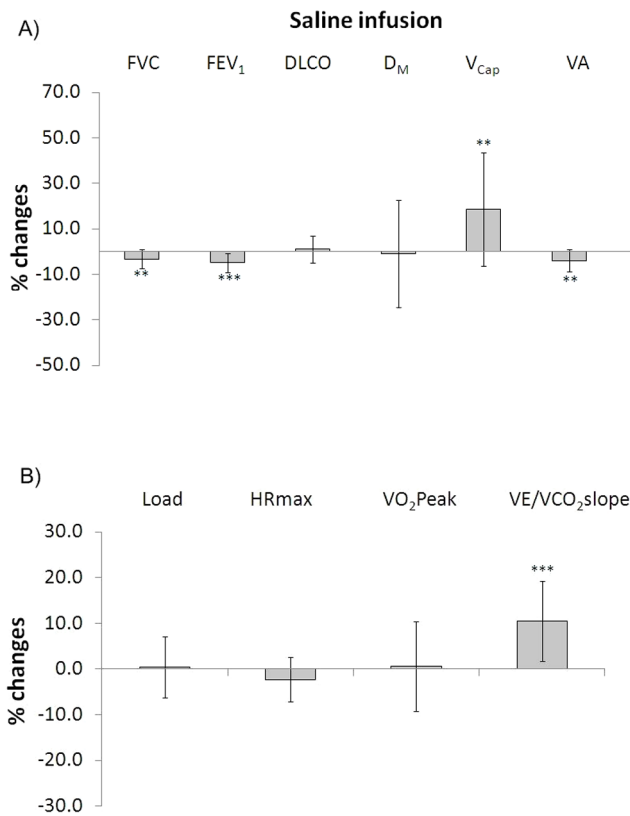 A)
Saline infusion
FVC FEV₁ DLCO D_M V_Cap VA
70.0
50.0
30.0
10.0
-10.0
-30.0
-50.0
% changes
** *** ** **
B)
Load HRmax VO₂Peak VE/VCO₂slope
30.0
20.0
10.0
0.0
-10.0
-20.0
-30.0
% changes
***